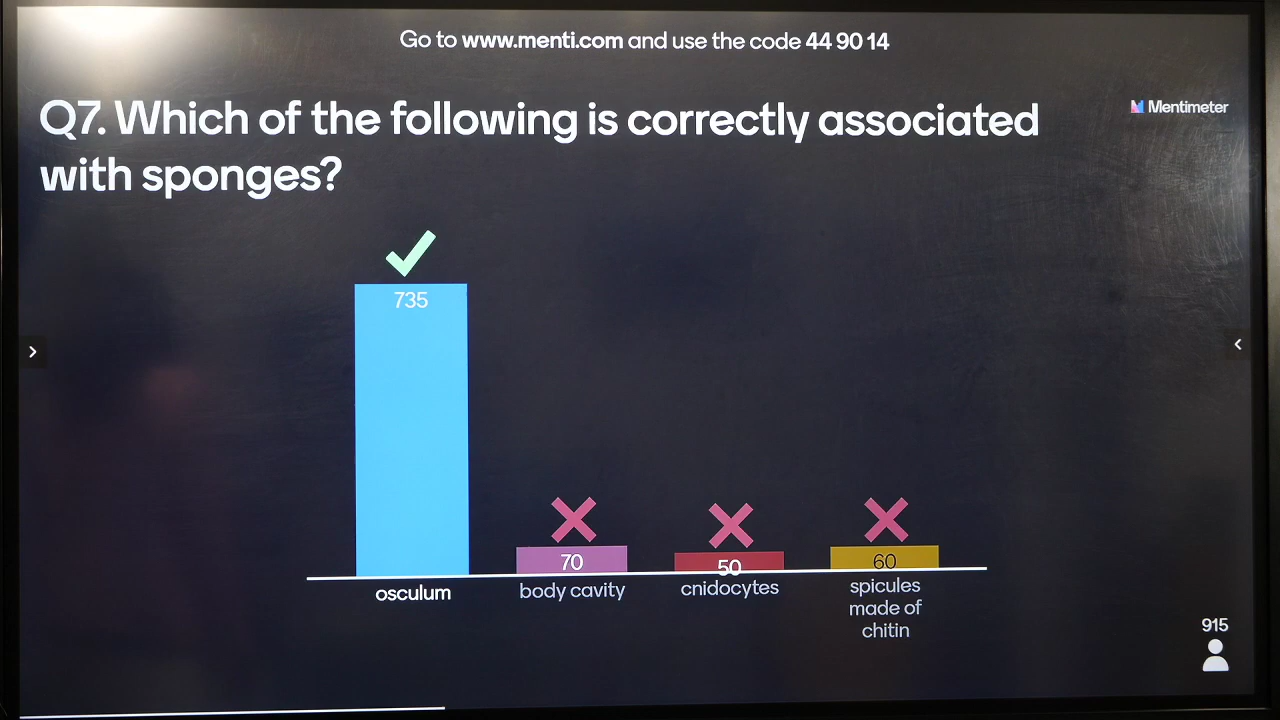 Go to www.menti.com and use the code 44 90 14
Mentimeter
Q7. Which of the following is correctly associated
with sponges?
735
70
50
60
osculum
body cavity
cnidocytes
spicules
made of
chitin
915